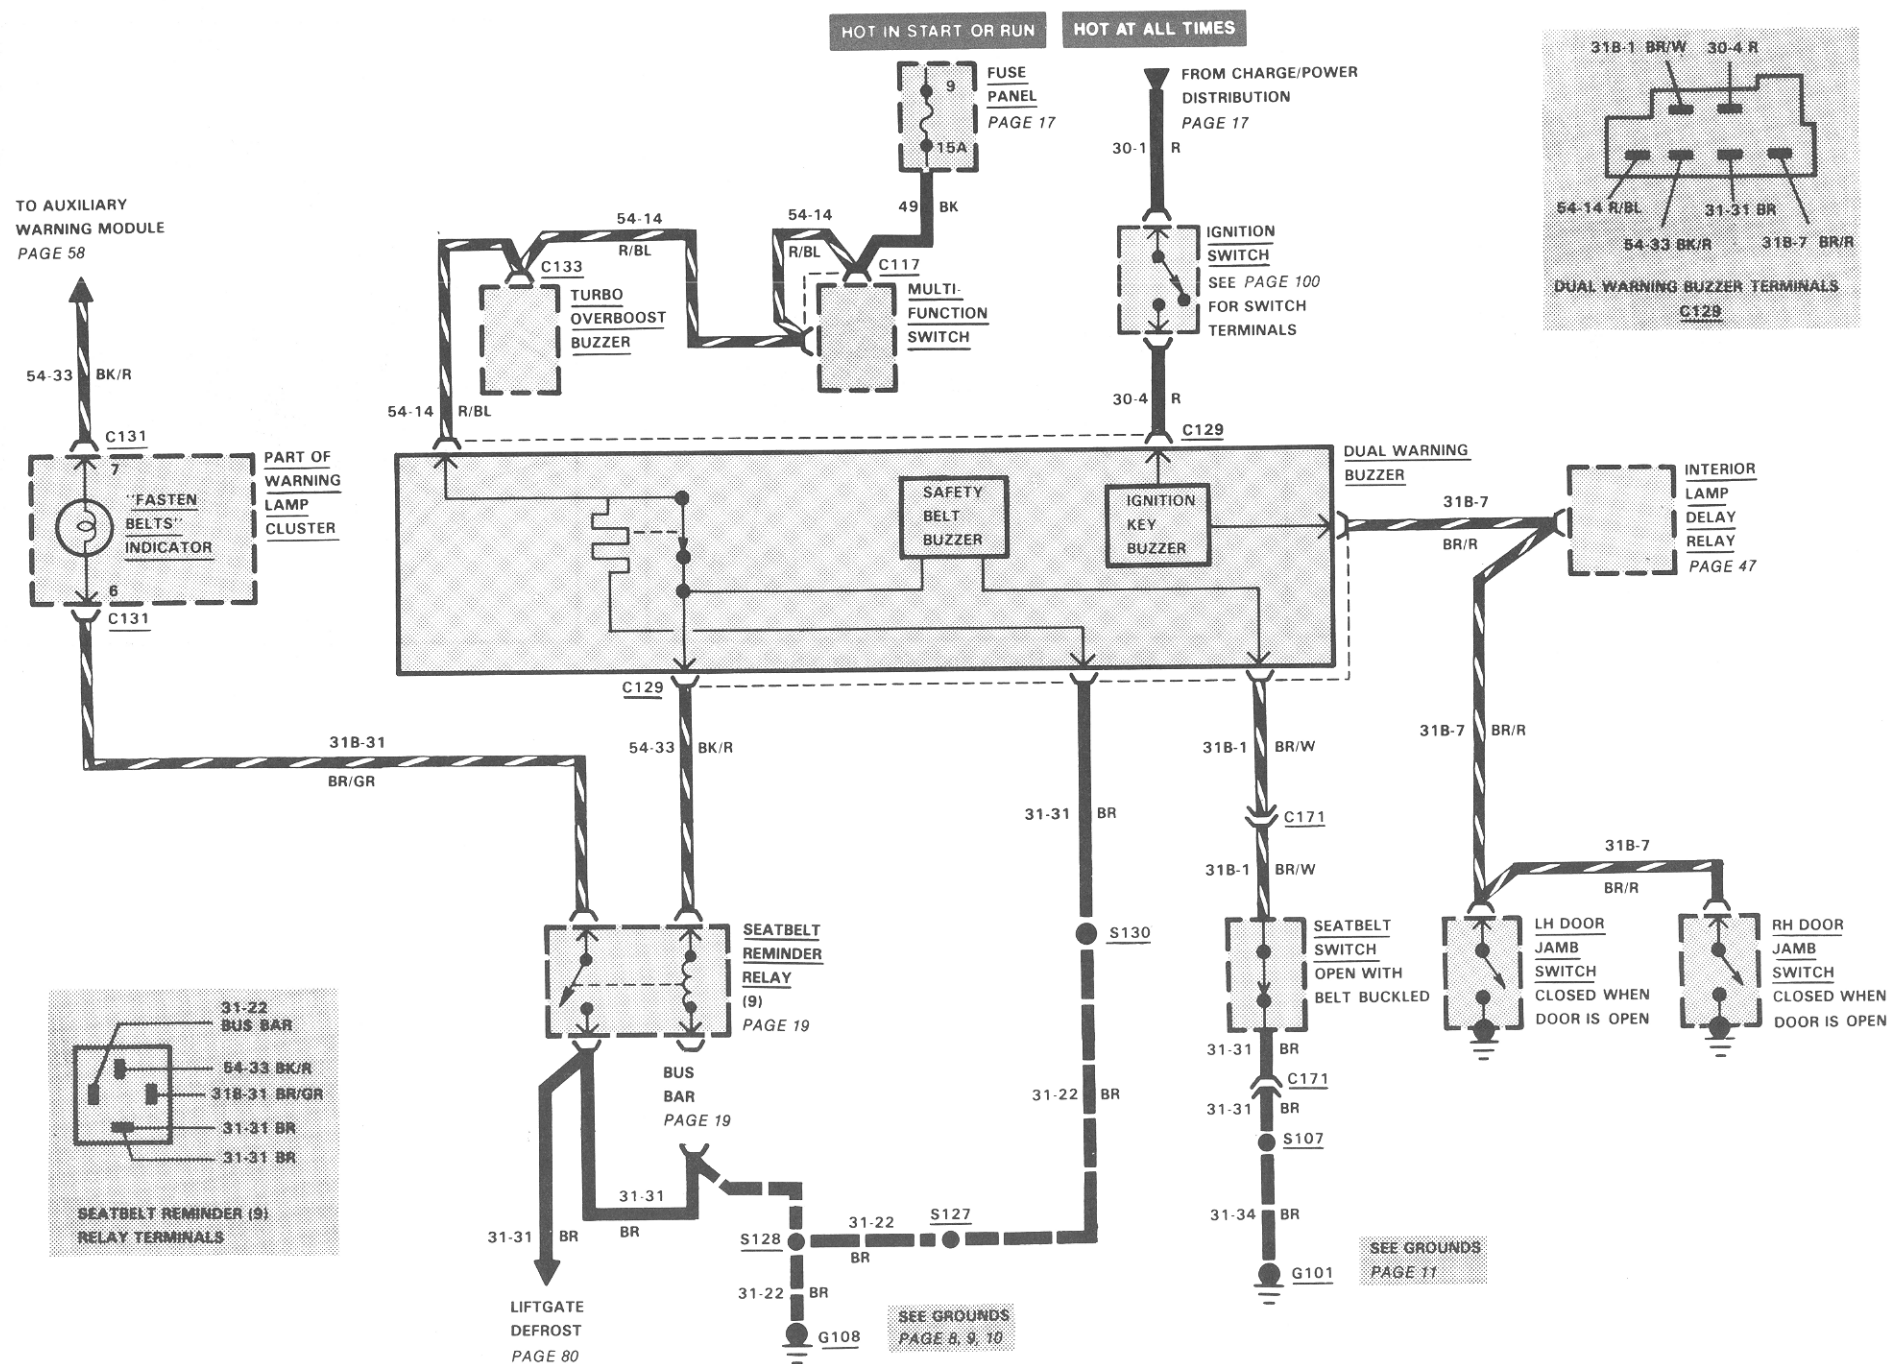 HOT IN START OR RUN
HOT AT ALL TIMES
9
15A
FUSE
PANEL
PAGE 17
FROM CHARGE/POWER
DISTRIBUTION
PAGE 17
30-1 R
31B-1 BR/W
30-4 R
54-14 R/BL
31-31 BR
54-33 BK/R
31B-7 BR/R
DUAL WARNING BUZZER TERMINALS
C129
TO AUXILIARY
WARNING MODULE
PAGE 58
54-33 BK/R
C131
7
"FASTEN
BELTS"
INDICATOR
6
C131
PART OF
WARNING
LAMP
CLUSTER
49 BK
54-14
R/BL
54-14
R/BL
C133
TURBO
OVERBOOST
BUZZER
C117
MULTI-
FUNCTION
SWITCH
IGNITION
SWITCH
SEE PAGE 100
FOR SWITCH
TERMINALS
54-14 R/BL
30-4 R
C129
DUAL WARNING
BUZZER
SAFETY
BELT
BUZZER
IGNITION
KEY
BUZZER
31B-7
BR/R
INTERIOR
LAMP
DELAY
RELAY
PAGE 47
C129
54-33 BK/R
31B-31
BR/GR
31-31 BR
31B-1 BR/W
C171
31B-1 BR/W
31B-7 BR/R
31B-7
BR/R
SEATBELT
REMINDER
RELAY
(9)
PAGE 19
S130
SEATBELT
SWITCH
OPEN WITH
BELT BUCKLED
LH DOOR
JAMB
SWITCH
CLOSED WHEN
DOOR IS OPEN
RH DOOR
JAMB
SWITCH
CLOSED WHEN
DOOR IS OPEN
31-22
BUS BAR
54-33 BK/R
31B-31 BR/GR
31-31 BR
31-31 BR
SEATBELT REMINDER (9)
RELAY TERMINALS
BUS
BAR
PAGE 19
31-22 BR
31-31 BR
C171
31-31 BR
S107
31-34 BR
G101
SEE GROUNDS
PAGE 11
31-31 BR
31-31
BR
S128
31-22
BR
S127
31-22 BR
G108
LIFTGATE
DEFROST
PAGE 80
SEE GROUNDS
PAGE 8, 9, 10